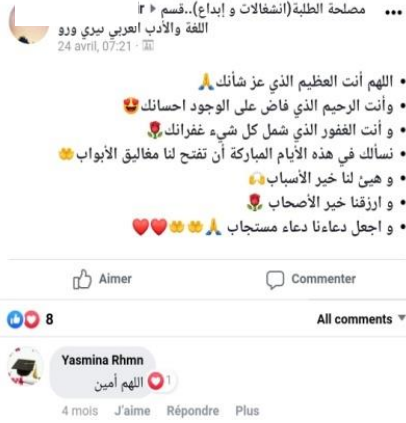 مصلحة الطلبة(انشغالات و إبداع)..قسم ...
اللغة والأدب العربي تيزي وزو
24 avril, 07:21 ·
• اللهم أنت العظيم الذي عز شأنك🙏
• وأنت الرحيم الذي فاض على الوجود احسانك😍
• و أنت الغفور الذي شمل كل شيء غفرانك🌹
• نسألك في هذه الأيام المباركة أن تفتح لنا مغاليق الأبواب🤲
• و هيئ لنا خير الأسباب🙌
• و ارزقنا خير الأصحاب 🌹
• و اجعل دعاءنا دعاء مستجاب 🙏🤲🤲❤️❤️
Aimer
Commenter
8
All comments
Yasmina Rhmn
اللهم أمين
1
4 mois J'aime Répondre Plus